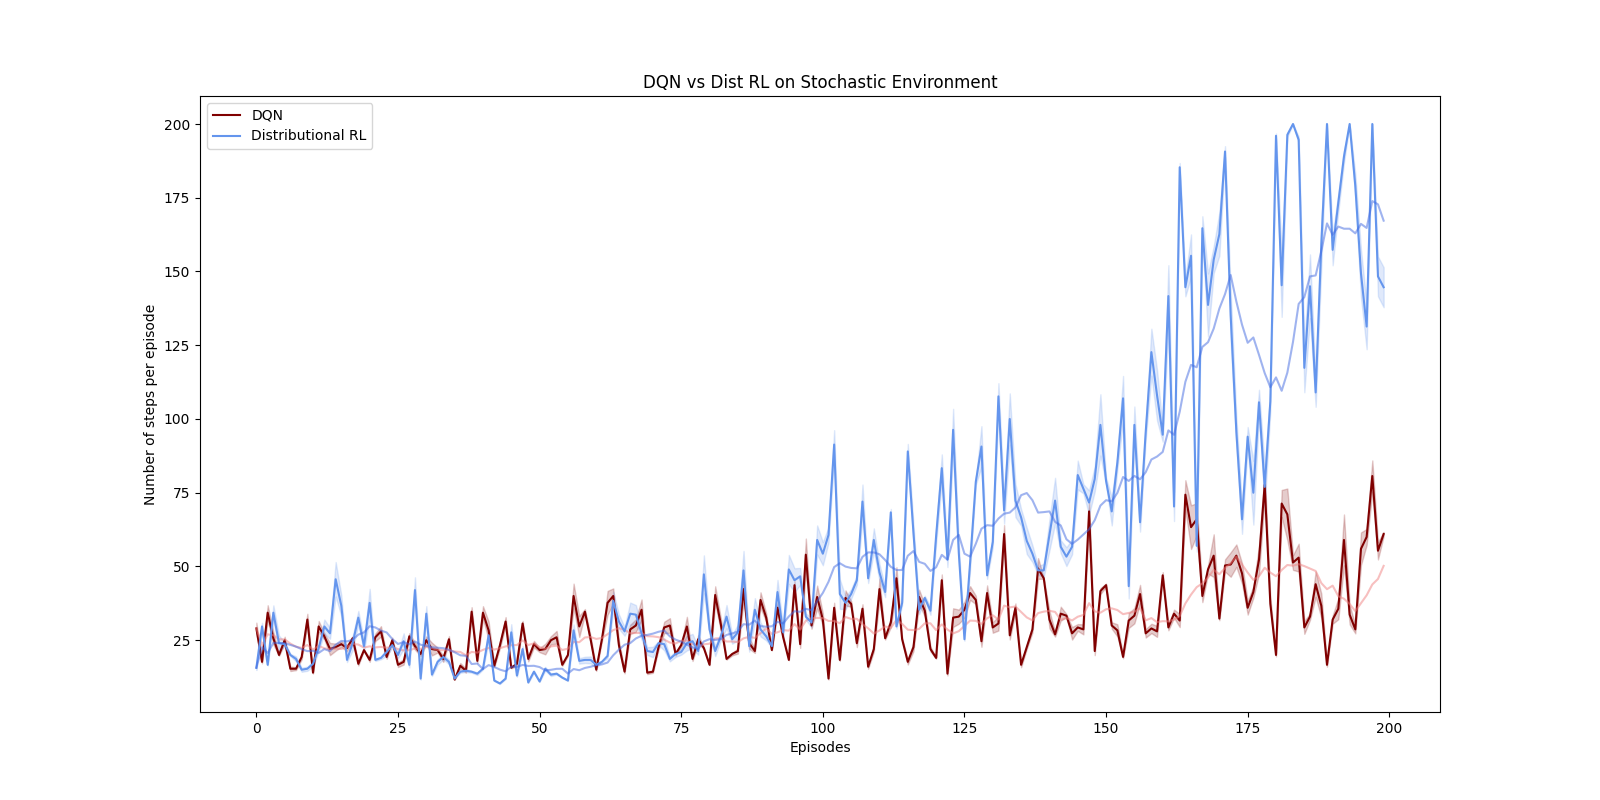 DQN vs Dist RL on Stochastic Environment
DQN
Distributional RL
200
175
150
125
100
75
50
25
Number of steps per episode
0 25 50 75 100 125 150 175 200
Episodes